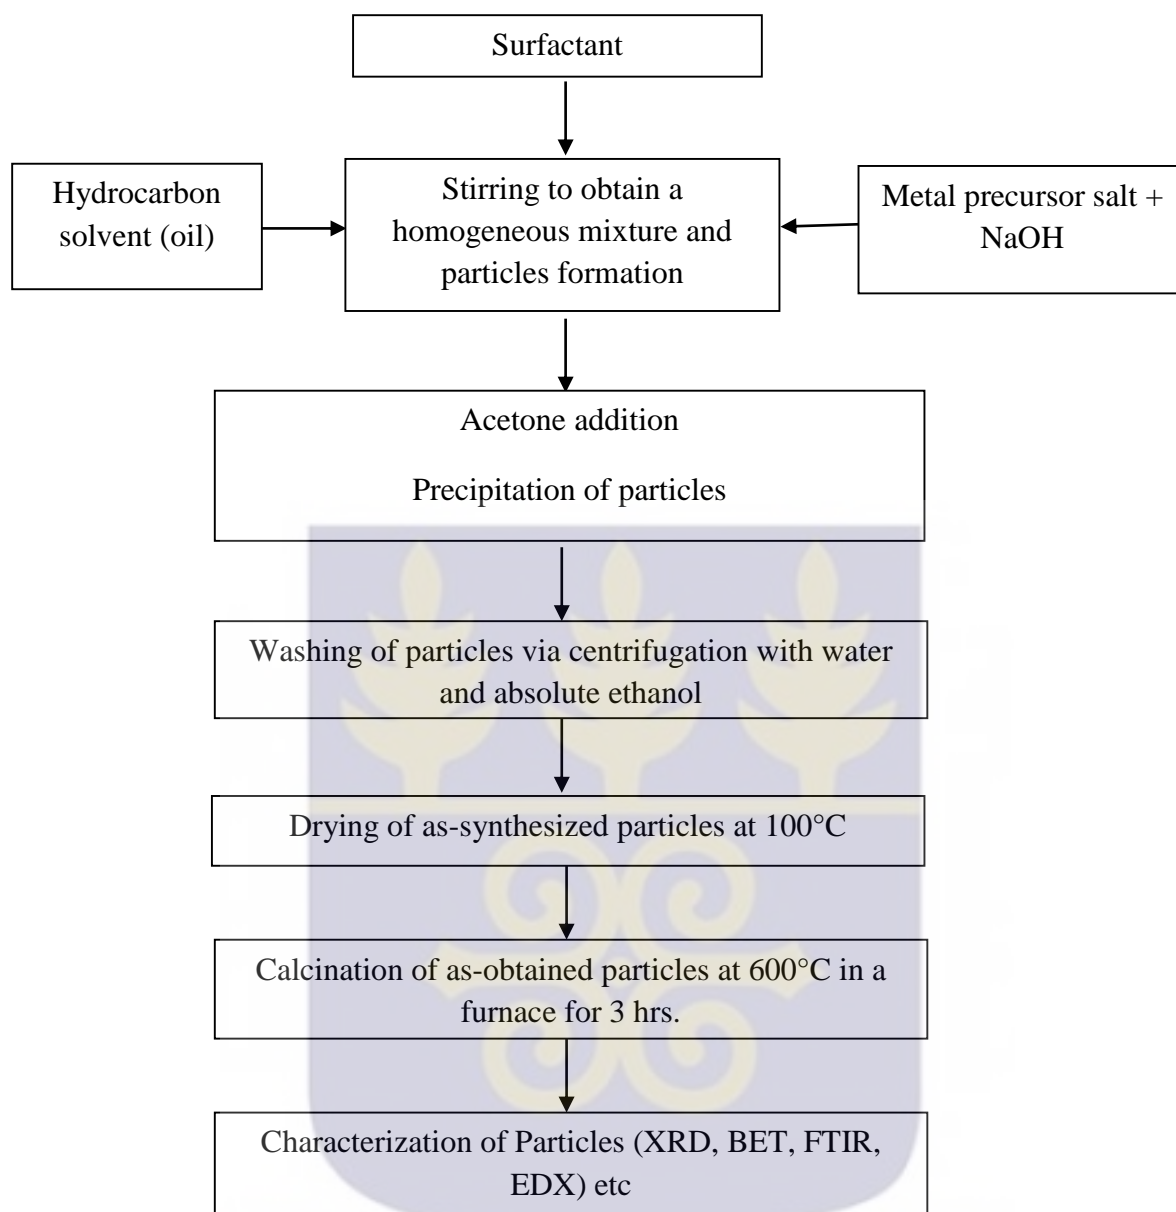 Surfactant
Hydrocarbon
solvent (oil)
Stirring to obtain a
homogeneous mixture and
particles formation
Metal precursor salt +
NaOH
Acetone addition
Precipitation of particles
Washing of particles via centrifugation with water
and absolute ethanol
Drying of as-synthesized particles at 100°C
Calcination of as-obtained particles at 600°C in a
furnace for 3 hrs.
Characterization of Particles (XRD, BET, FTIR,
EDX) etc